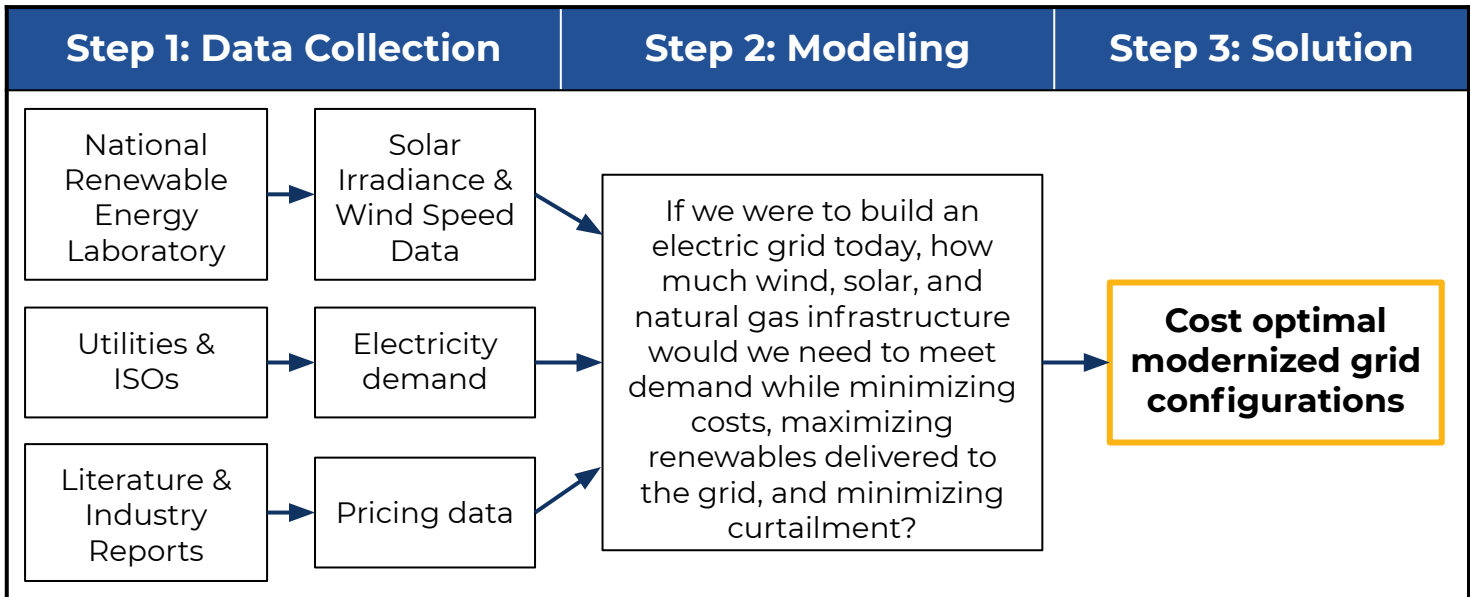 Step 1: Data Collection
Step 2: Modeling
Step 3: Solution
National
Renewable
Energy
Laboratory
Solar
Irradiance &
Wind Speed
Data
Utilities &
ISOs
Electricity
demand
Literature &
Industry
Reports
Pricing data
If we were to build an
electric grid today, how
much wind, solar, and
natural gas infrastructure
would we need to meet
demand while minimizing
costs, maximizing
renewables delivered to
the grid, and minimizing
curtailment?
Cost optimal
modernized grid
configurations